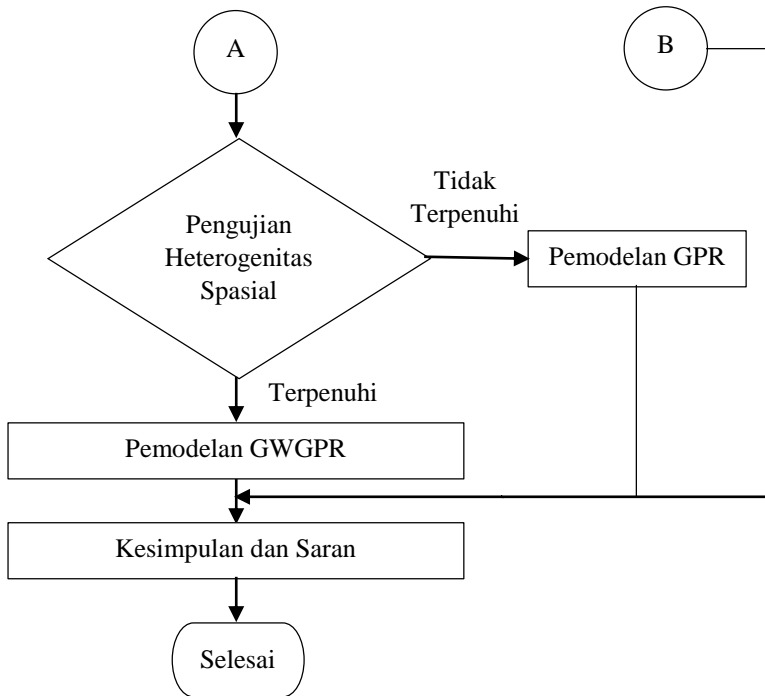 A
B
Pengujian
Heterogenitas
Spasial
Tidak
Terpenuhi
Pemodelan GPR
Terpenuhi
Pemodelan GWGPR
Kesimpulan dan Saran
Selesai